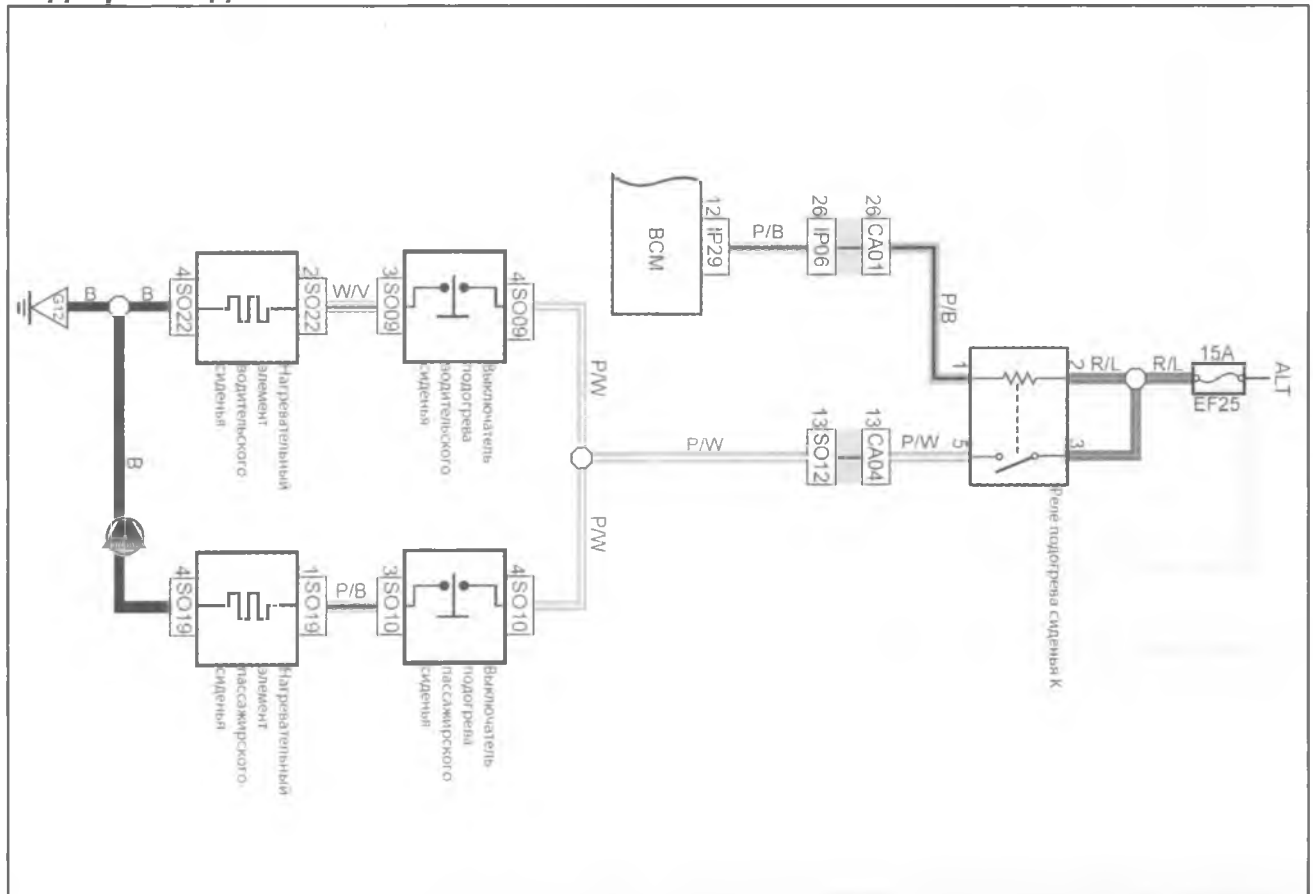 ALT
15A
EF25
R/L
R/L
2
3
1
5
Реле подогрева сиденья К
P/B
26 CA01
26 IP06
P/B
12 IP29
BCM
P/W
13 CA04
13 SO12
P/W
P/W
P/W
4 SO09
3 SO09
Выключатель
подогрева
водительского
сиденья
W/V
2 SO22
4 SO22
Нагревательный
элемент
водительского
сиденья
B
B
G12
B
4 SO10
3 SO10
Выключатель
подогрева
пассажирского
сиденья
P/B
1 SO19
4 SO19
Нагревательный
элемент
пассажирского
сиденья